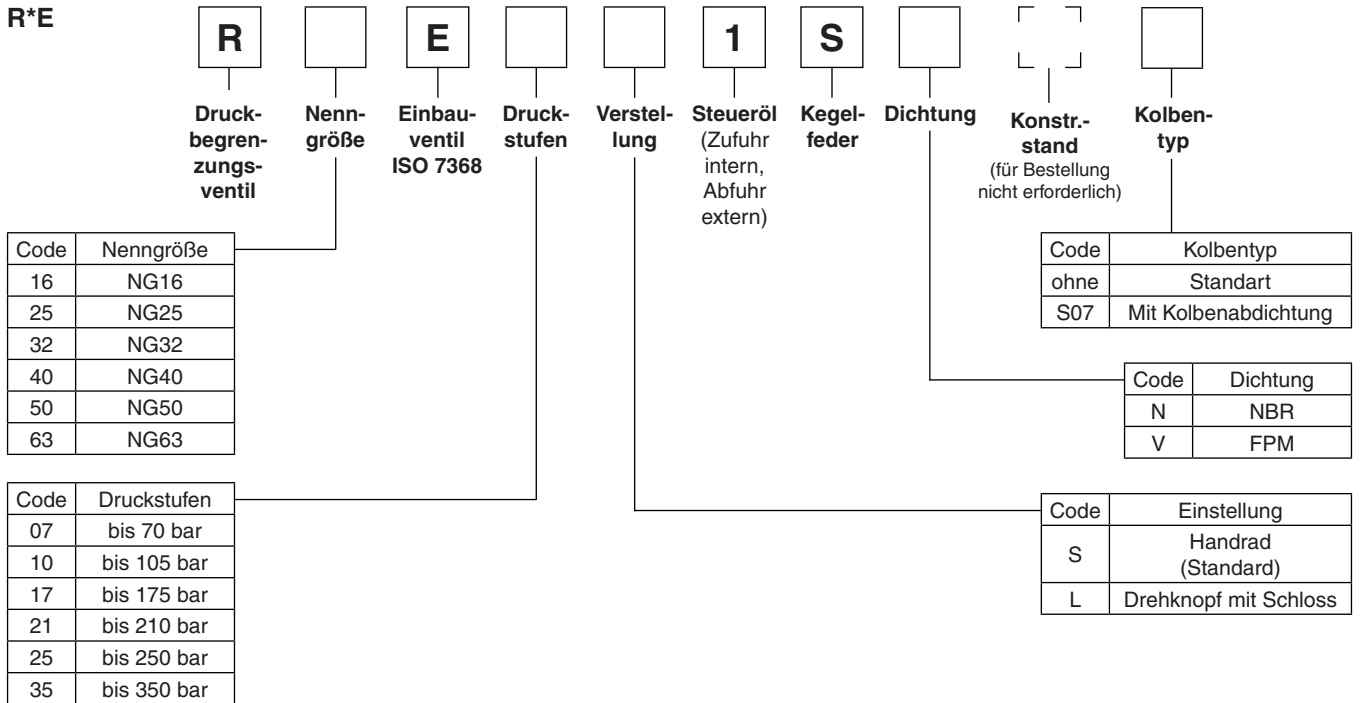 R*E
R E 1 S
Druck-
begren-
zungs-
ventil
Nenn-
größe
Einbau-
ventil
ISO 7368
Druck-
stufen
Verstel-
lung
Steueröl
(Zufuhr
intern,
Abfuhr
extern)
Kegel-
feder
Dichtung
Konstr.-
stand
(für Bestellung
nicht erforderlich)
Kolben-
typ
Code Nenngröße
16 NG16
25 NG25
32 NG32
40 NG40
50 NG50
63 NG63
Code Druckstufen
07 bis 70 bar
10 bis 105 bar
17 bis 175 bar
21 bis 210 bar
25 bis 250 bar
35 bis 350 bar
Code Kolbentyp
ohne Standart
S07 Mit Kolbenabdichtung
Code Dichtung
N NBR
V FPM
Code Einstellung
S Handrad
(Standard)
L Drehknopf mit Schloss